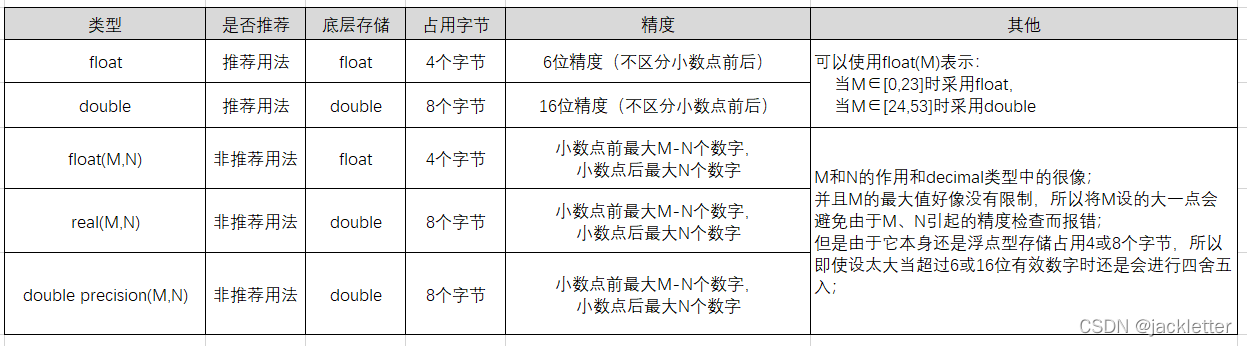 类型 是否推荐 底层存储 占用字节 精度 其他
float 推荐用法 float 4个字节 6位精度（不区分小数点前后）
double 推荐用法 double 8个字节 16位精度（不区分小数点前后）
可以使用float(M)表示：
当M∈[0,23]时采用float，
当M∈[24,53]时采用double
float(M,N) 非推荐用法 float 4个字节 小数点前最大M-N个数字，
小数点后最大N个数字
real(M,N) 非推荐用法 double 8个字节 小数点前最大M-N个数字，
小数点后最大N个数字
double precision(M,N) 非推荐用法 double 8个字节 小数点前最大M-N个数字，
小数点后最大N个数字
M和N的作用和decimal类型中的很像；
并且M的最大值好像没有限制，所以将M设的大一点会
避免由于M、N引起的精度检查而报错；
但是由于它本身还是浮点型存储占用4或8个字节，所以
即使设太大当超过6或16位有效数字时还是会进行四舍五
入；
CSDN @jackletter